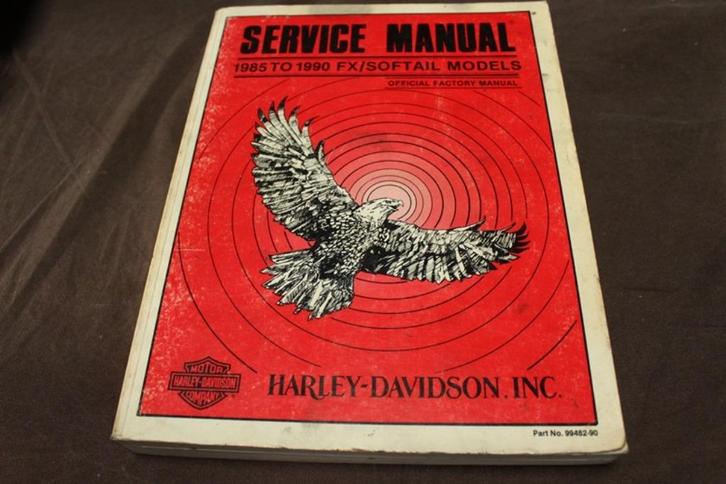 SERVICE MANUAL
1985 TO 1990 FX/SOFTAIL MODELS
OFFICIAL FACTORY MANUAL
MOTOR
HARLEY-DAVIDSON
COMPANY
HARLEY-DAVIDSON, INC.
Part No. 99482-90